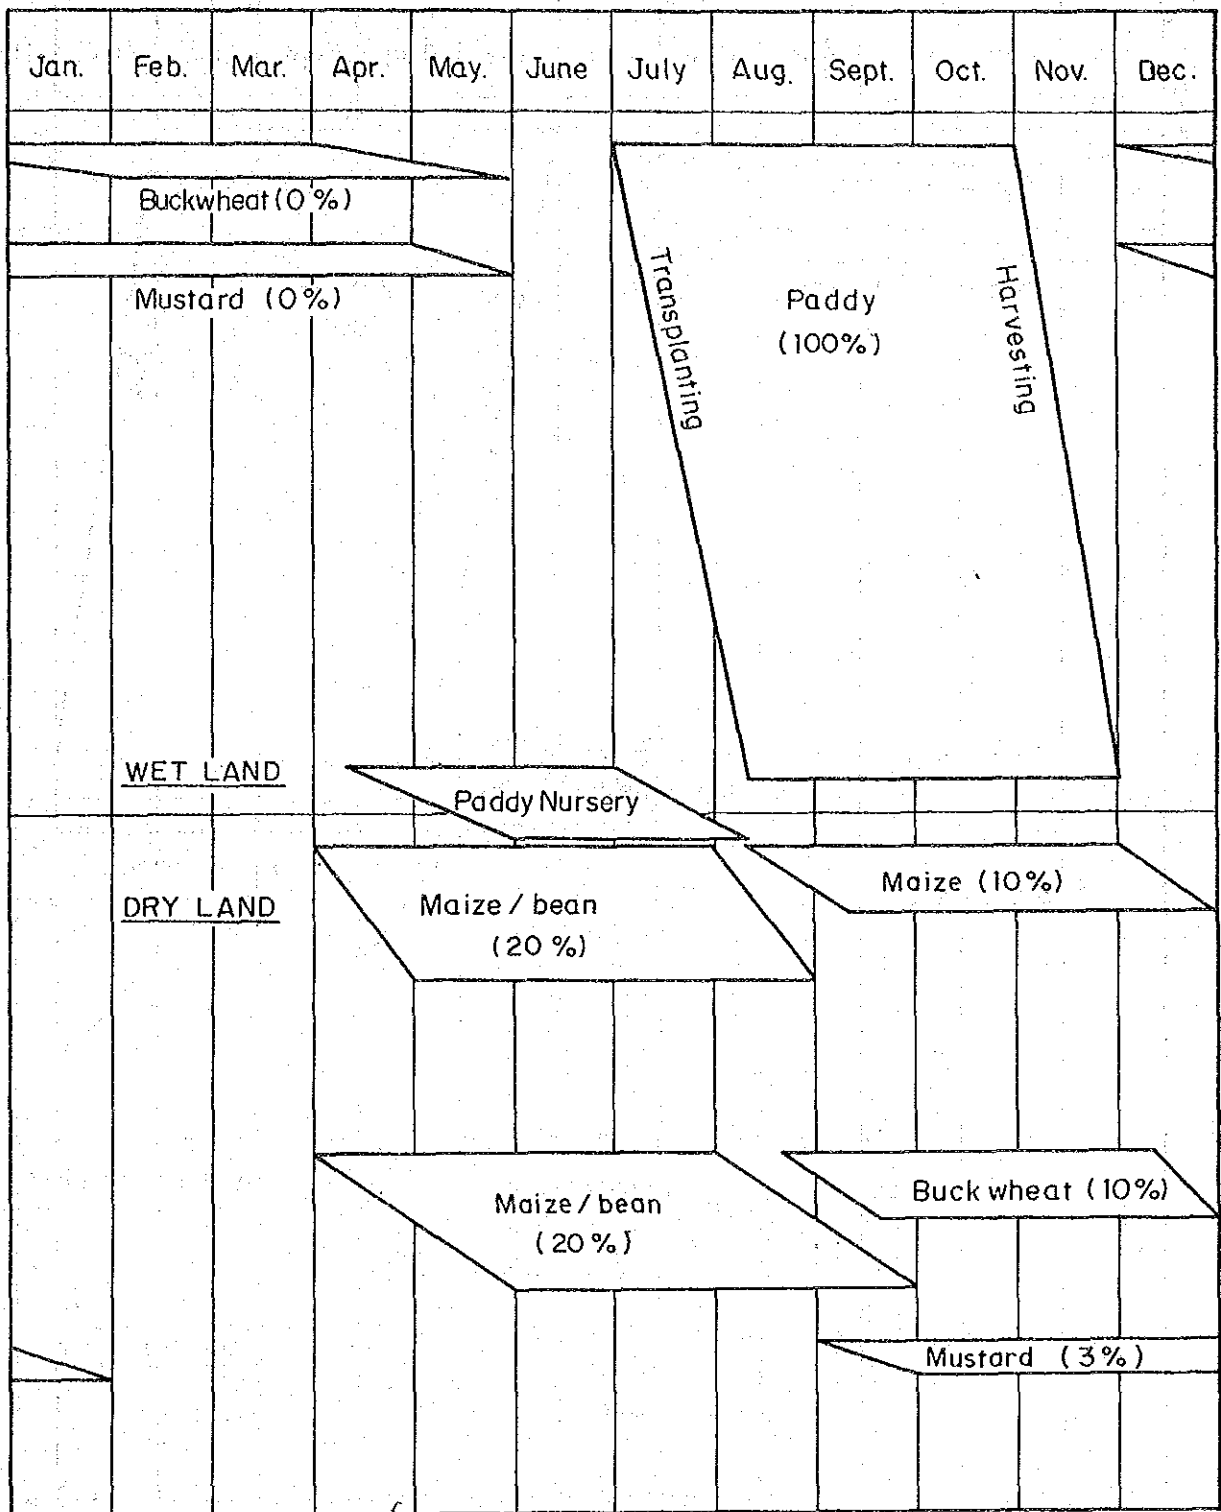 Jan. Feb. Mar. Apr. May. June July Aug. Sept. Oct. Nov. Dec.
Buckwheat (0%)
Mustard (0%)
Transplanting
Paddy
(100%)
Harvesting
WET LAND
Paddy Nursery
DRY LAND
Maize / bean
(20%)
Maize (10%)
Maize / bean
(20%)
Buck wheat (10%)
Mustard (3%)